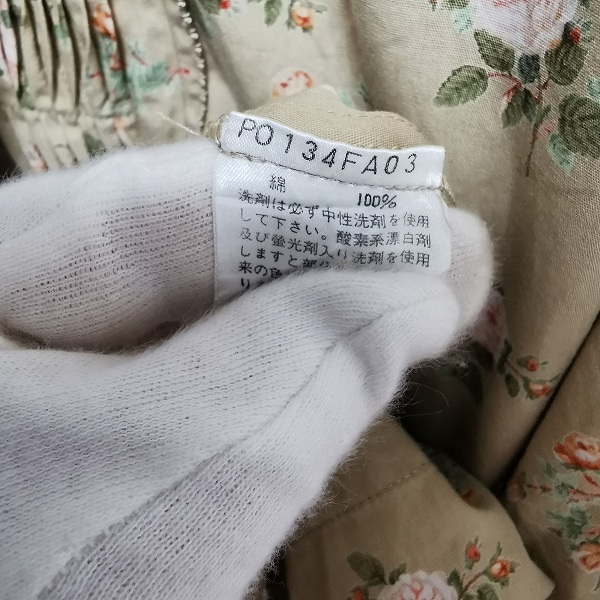 PO134FA03
綿 100%
洗剤は必ず中性洗剤を使用
して下さい。酸素系漂白剤
及び蛍光剤入り洗剤を使用
しますと部
来の色